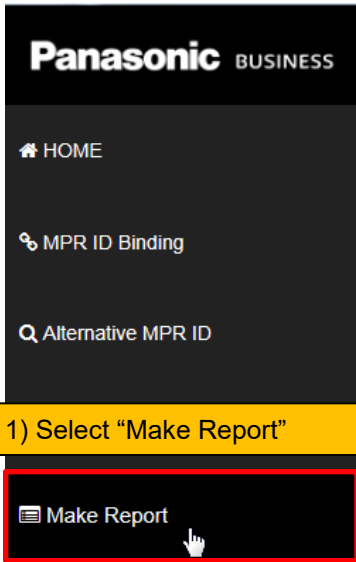 Panasonic BUSINESS
HOME
MPR ID Binding
Alternative MPR ID
1) Select “Make Report”
Make Report